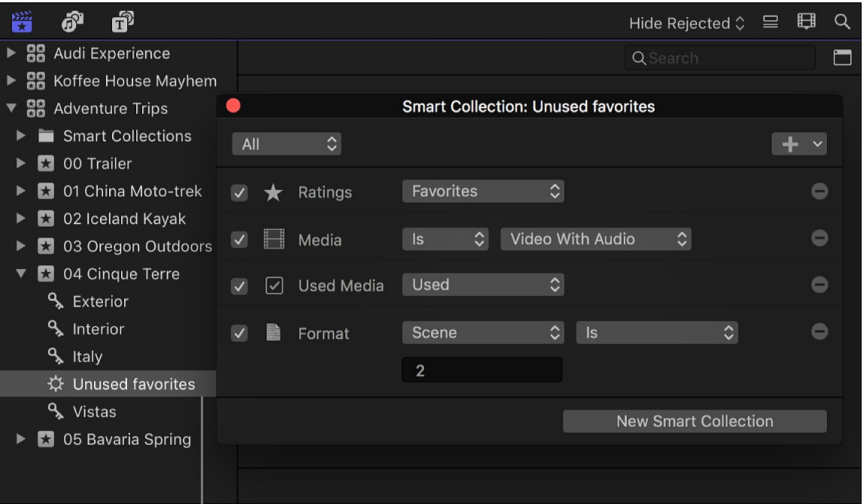 T
Hide Rejected
Audi Experience
Search
Koffee House Mayhem
Adventure Trips
Smart Collection: Unused favorites
Smart Collections
All
00 Trailer
01 China Moto-trek
Ratings Favorites
02 Iceland Kayak
03 Oregon Outdoors
Media Is Video With Audio
04 Cinque Terre
Used Media Used
Exterior
Interior
Format Scene Is
Italy
2
Unused favorites
Vistas
New Smart Collection
05 Bavaria Spring